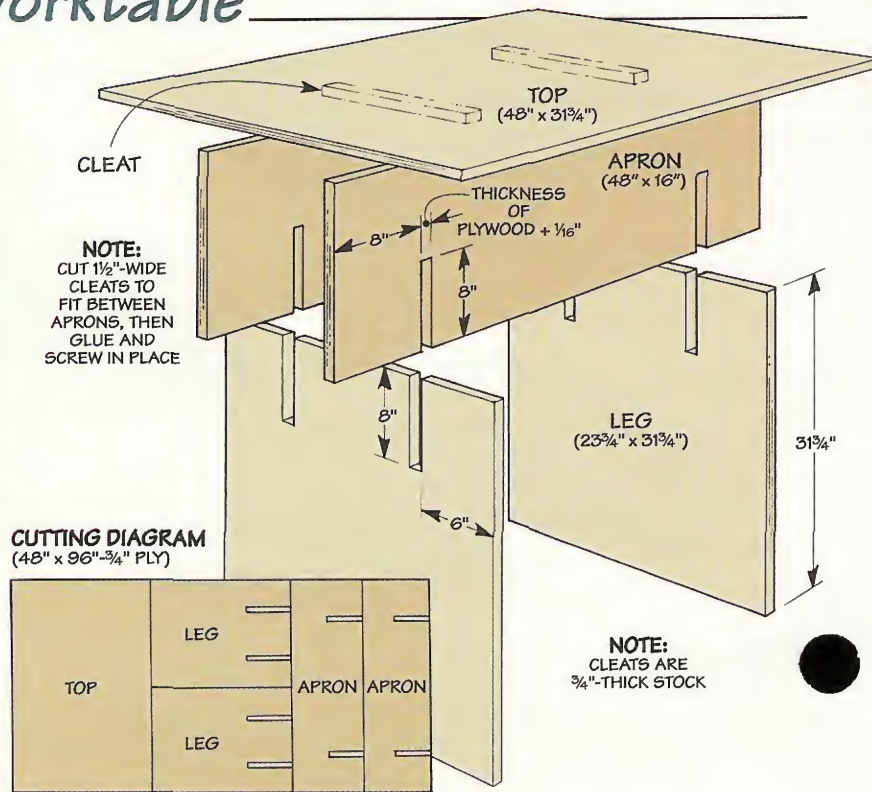 orktable
TOP
(48" x 31¾")
CLEAT
APRON
(48" x 16")
THICKNESS
OF
PLYWOOD + 1⁄16"
8"
8"
NOTE:
CUT 1½"-WIDE
CLEATS TO
FIT BETWEEN
APRONS, THEN
GLUE AND
SCREW IN PLACE
8"
LEG
(23¾" x 31¾")
31¾"
6"
CUTTING DIAGRAM
(48" x 96"-¾" PLY)
TOP
LEG
LEG
APRON
APRON
NOTE:
CLEATS ARE
¾"-THICK STOCK